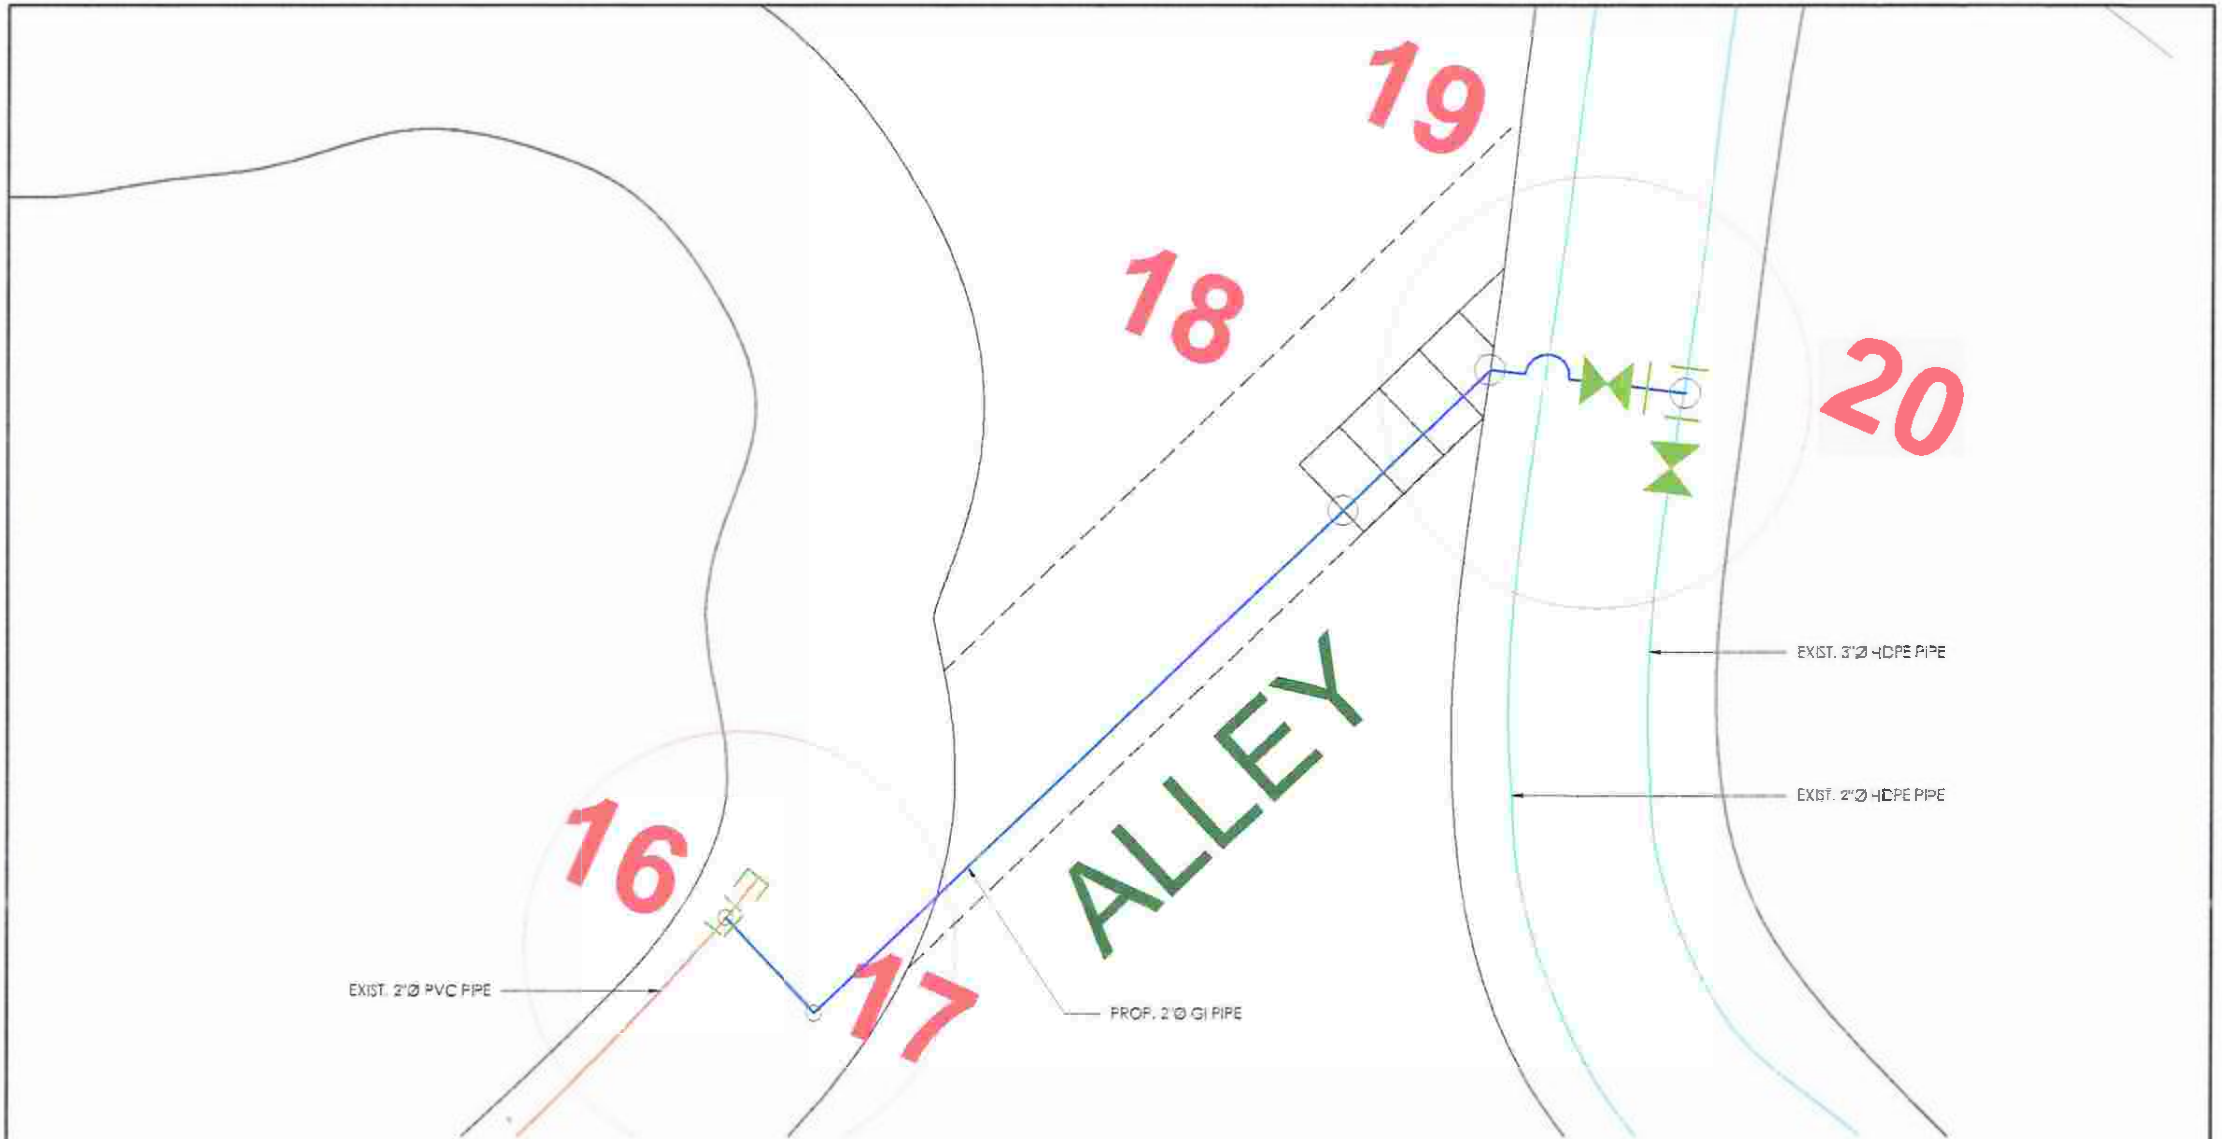 19
18
20
EXIST. 3"Ø HDPE PIPE
ALLEY
EXIST. 2"Ø HDPE PIPE
16
17
EXIST. 2"Ø PVC PIPE
PROP. 2"Ø GI PIPE